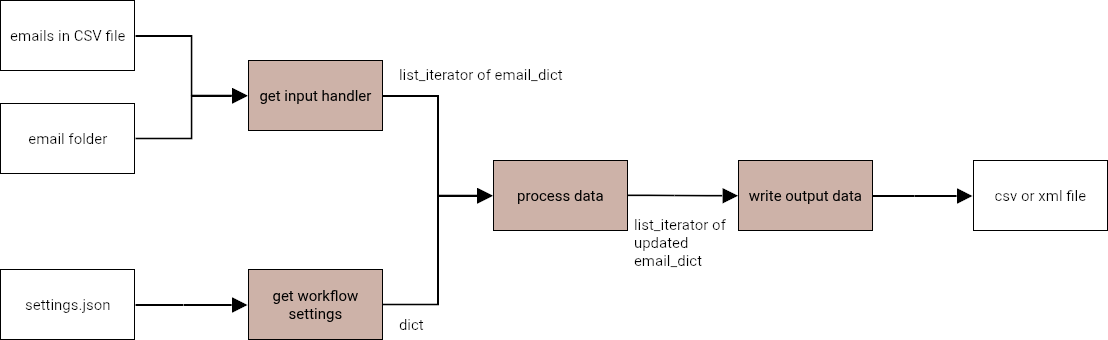 emails in CSV file
email folder
get input handler
list_iterator of email_dict
settings.json
get workflow
settings
dict
process data
list_iterator of
updated
email_dict
write output data
csv or xml file